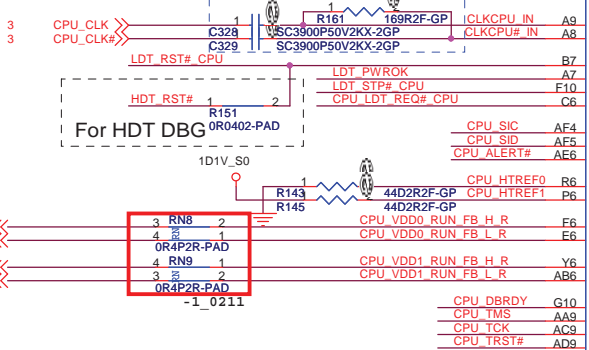 1 R161 169R2F-GP CLKCPU_IN A9
3 CPU_CLK 1
3 CPU_CLK# C328 SC3900P50V2KX-2GP CLKCPU#_IN A8
C329 SC3900P50V2KX-2GP
LDT_RST#_CPU B7
LDT_PWROK A7
LDT_STP#_CPU F10
HDT_RST# 1 2 CPU_LDT_REQ#_CPU C6
R151
For HDT DBG 0R0402-PAD
CPU_SIC AF4
CPU_SID AF5
CPU_ALERT# AE6
1D1V_S0
1 CPU_HTREF0 R6
R143 44D2R2F-GP CPU_HTREF1 P6
R145 44D2R2F-GP
3 RN8 2 CPU_VDD0_RUN_FB_H_R F6
4 RN 1 CPU_VDD0_RUN_FB_L_R E6
0R4P2R-PAD
4 RN9 1 CPU_VDD1_RUN_FB_H_R Y6
3 RN 2 CPU_VDD1_RUN_FB_L_R AB6
0R4P2R-PAD
-1_0211
CPU_DBRDY G10
CPU_TMS AA9
CPU_TCK AC9
CPU_TRST# AD9